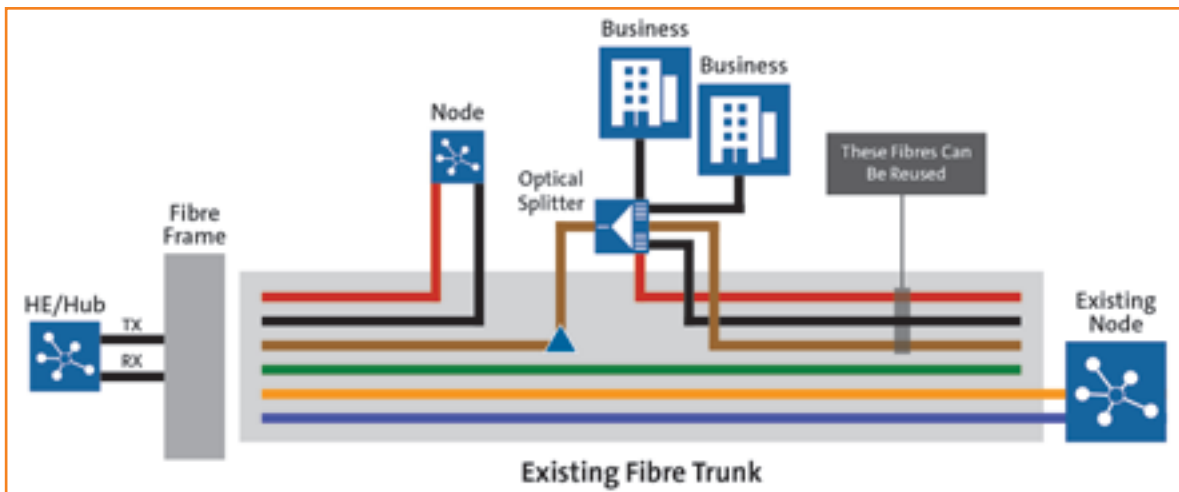 Business
Business
Node
These Fibres Can
Be Reused
Optical
Splitter
Fibre
Frame
HE/Hub
TX
RX
Existing
Node
Existing Fibre Trunk